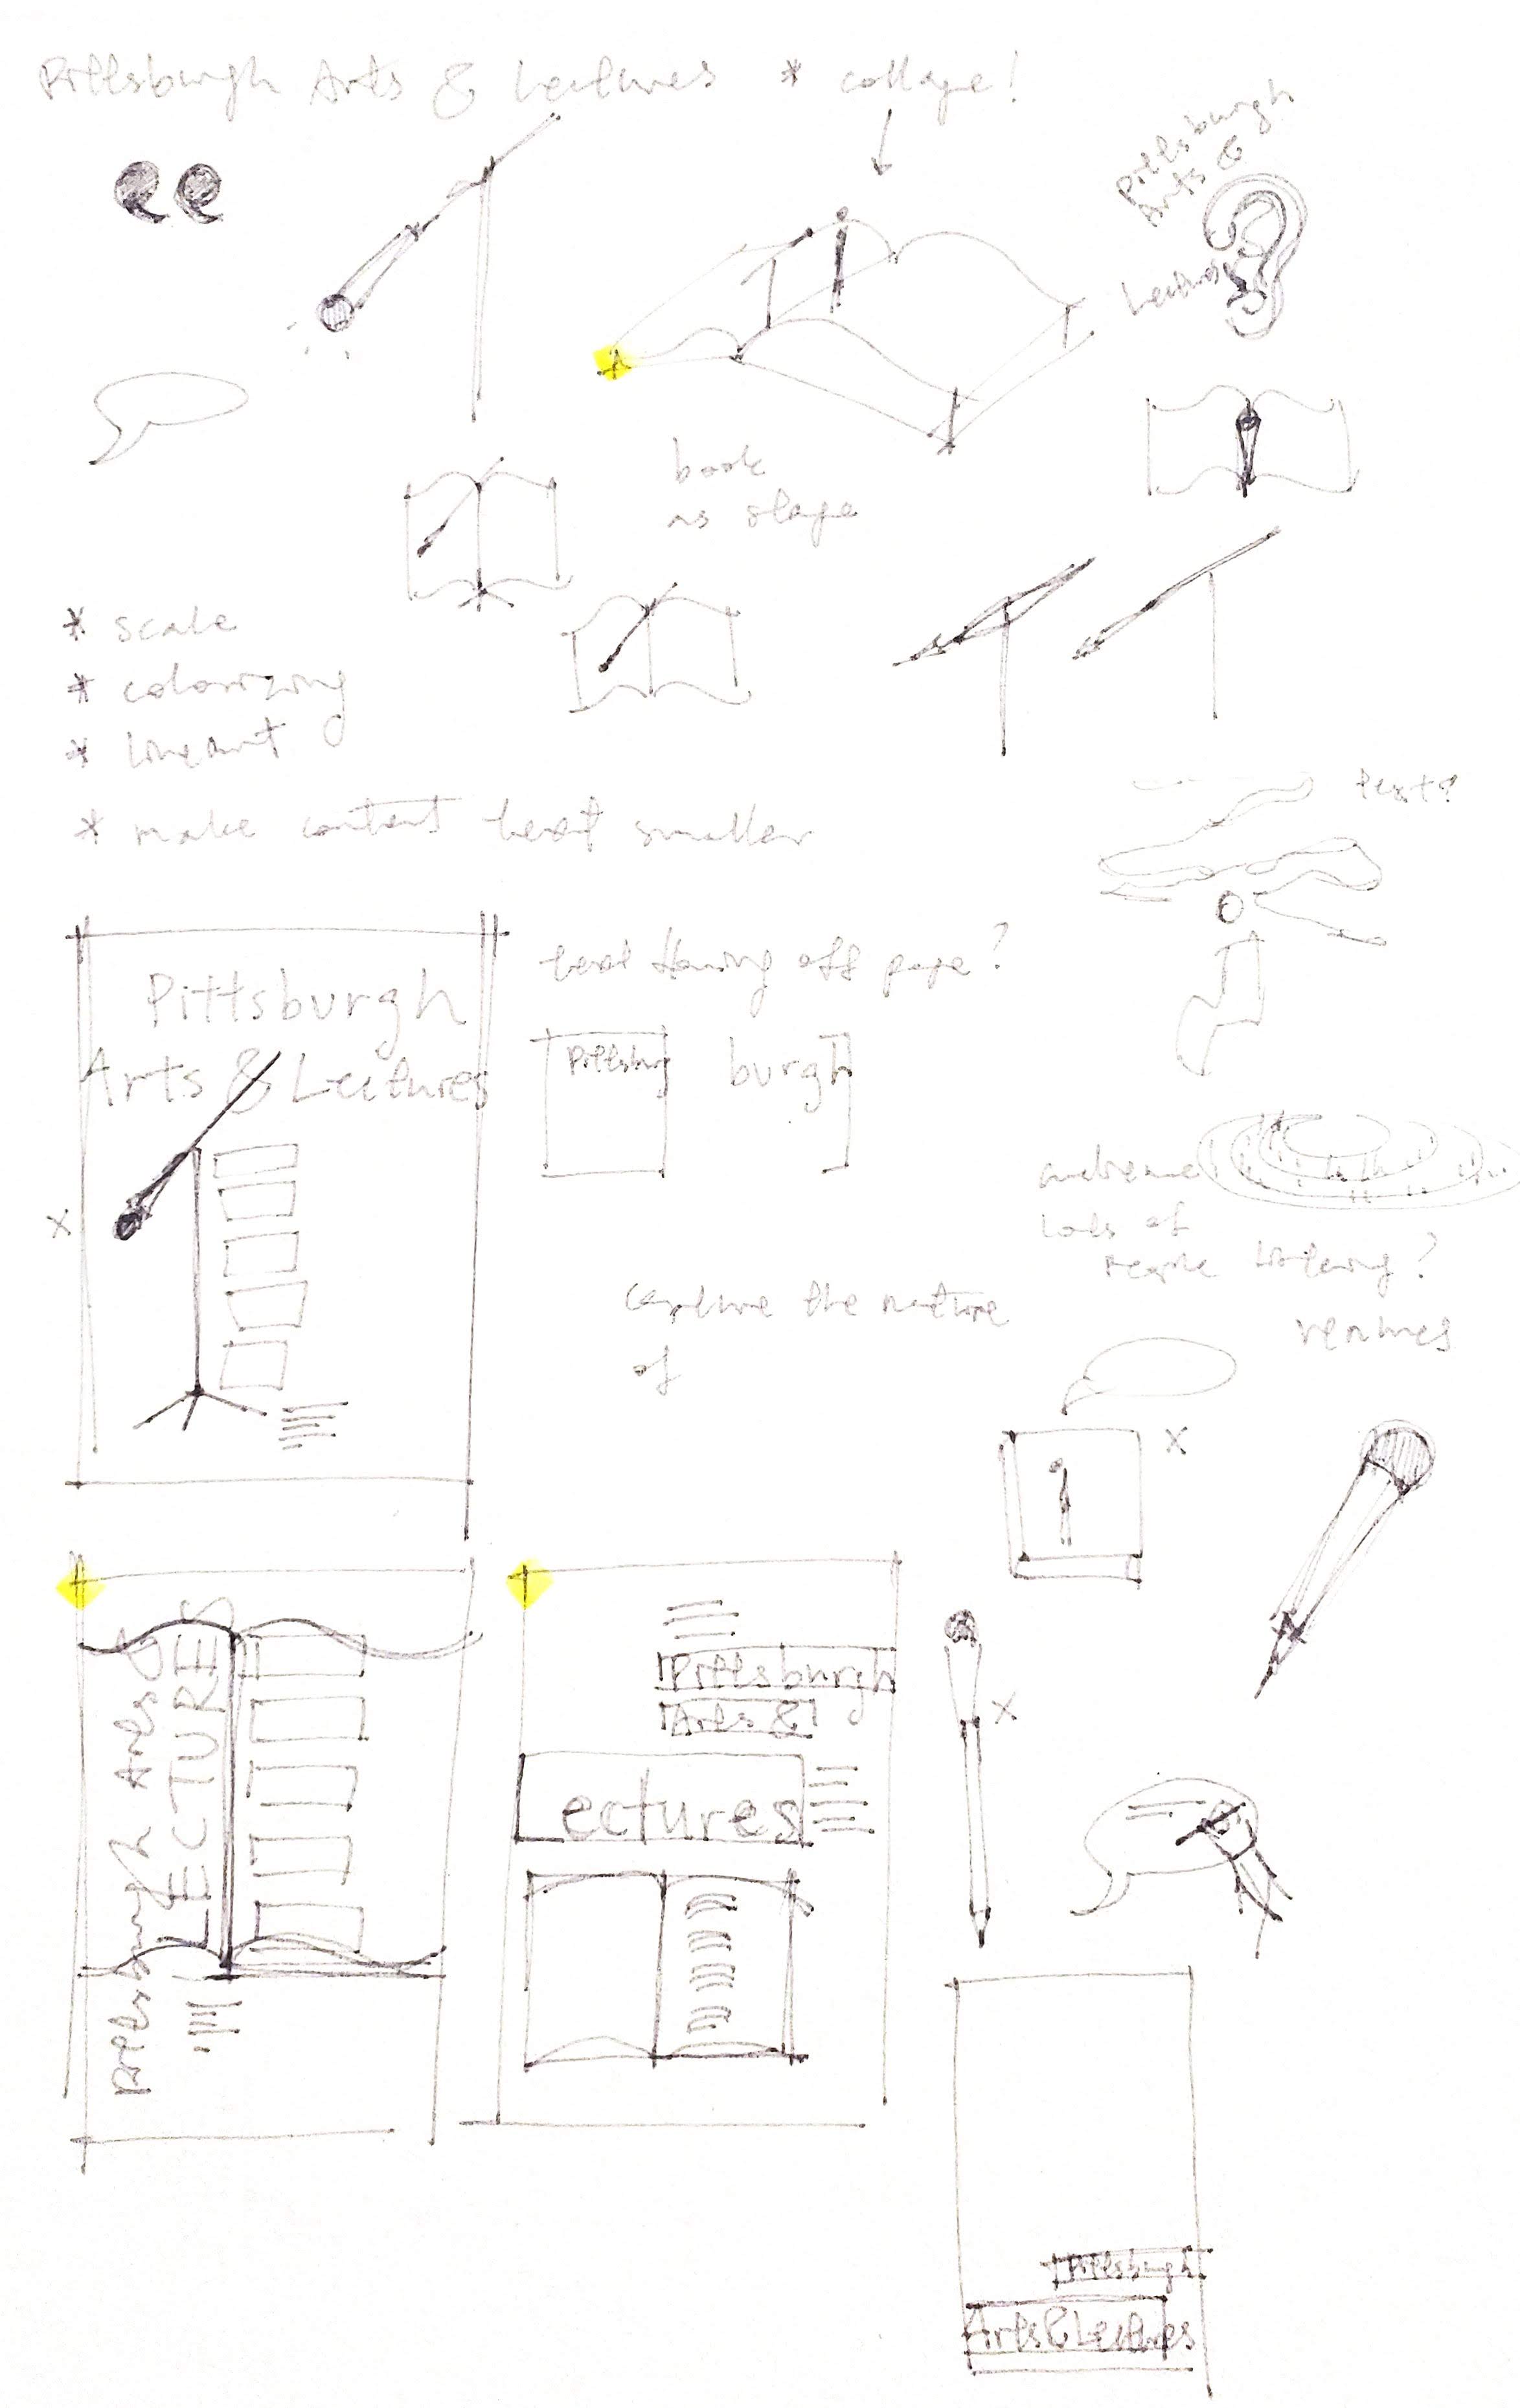 Pittsburgh Arts & Lectures * collage!
Pittsburgh
Arts &
Lectures
book
as stage
* scale
* colorizing
* lineart
* make content text smaller
text?
Pittsburgh
Arts & Lectures
text flowing off page?
Pittsburg
burgh
x
audience
lots of
people listening?
venues
capture the nature
of
x
Pittsburgh Arts &
LECTURES
Pittsburgh
Arts &
Lectures
x
Pittsburgh
Arts & Lectures